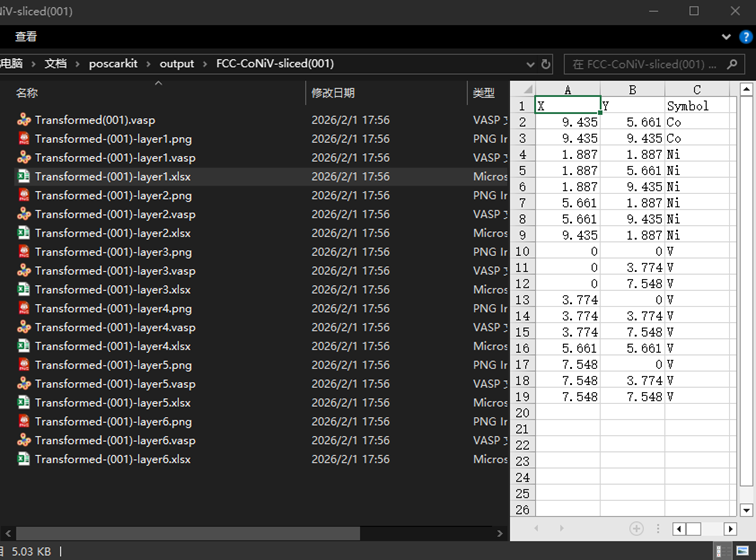 NiV-sliced(001)
查看
电脑 > 文档 > poscarkit > output > FCC-CoNiV-sliced(001)
在 FCC-CoNiV-sliced(001) ...
名称 修改日期 类型
Transformed(001).vasp 2026/2/1 17:56 VASP
Transformed-(001)-layer1.png 2026/2/1 17:56 PNG
Transformed-(001)-layer1.vasp 2026/2/1 17:56 VASP
Transformed-(001)-layer1.xlsx 2026/2/1 17:56 Micros
Transformed-(001)-layer2.png 2026/2/1 17:56 PNG
Transformed-(001)-layer2.vasp 2026/2/1 17:56 VASP
Transformed-(001)-layer2.xlsx 2026/2/1 17:56 Micros
Transformed-(001)-layer3.png 2026/2/1 17:56 PNG
Transformed-(001)-layer3.vasp 2026/2/1 17:56 VASP
Transformed-(001)-layer3.xlsx 2026/2/1 17:56 Micros
Transformed-(001)-layer4.png 2026/2/1 17:56 PNG
Transformed-(001)-layer4.vasp 2026/2/1 17:56 VASP
Transformed-(001)-layer4.xlsx 2026/2/1 17:56 Micros
Transformed-(001)-layer5.png 2026/2/1 17:56 PNG
Transformed-(001)-layer5.vasp 2026/2/1 17:56 VASP
Transformed-(001)-layer5.xlsx 2026/2/1 17:56 Micros
Transformed-(001)-layer6.png 2026/2/1 17:56 PNG
Transformed-(001)-layer6.vasp 2026/2/1 17:56 VASP
Transformed-(001)-layer6.xlsx 2026/2/1 17:56 Micros
5.03 KB
A B C
1 X Y Symbol
2 9.435 5.661 Co
3 9.435 9.435 Co
4 1.887 1.887 Ni
5 1.887 5.661 Ni
6 1.887 9.435 Ni
7 5.661 1.887 Ni
8 5.661 9.435 Ni
9 9.435 1.887 Ni
10 0 0 V
11 0 3.774 V
12 0 7.548 V
13 3.774 0 V
14 3.774 3.774 V
15 3.774 7.548 V
16 5.661 5.661 V
17 7.548 0 V
18 7.548 3.774 V
19 7.548 7.548 V
20
21
22
23
24
25
26